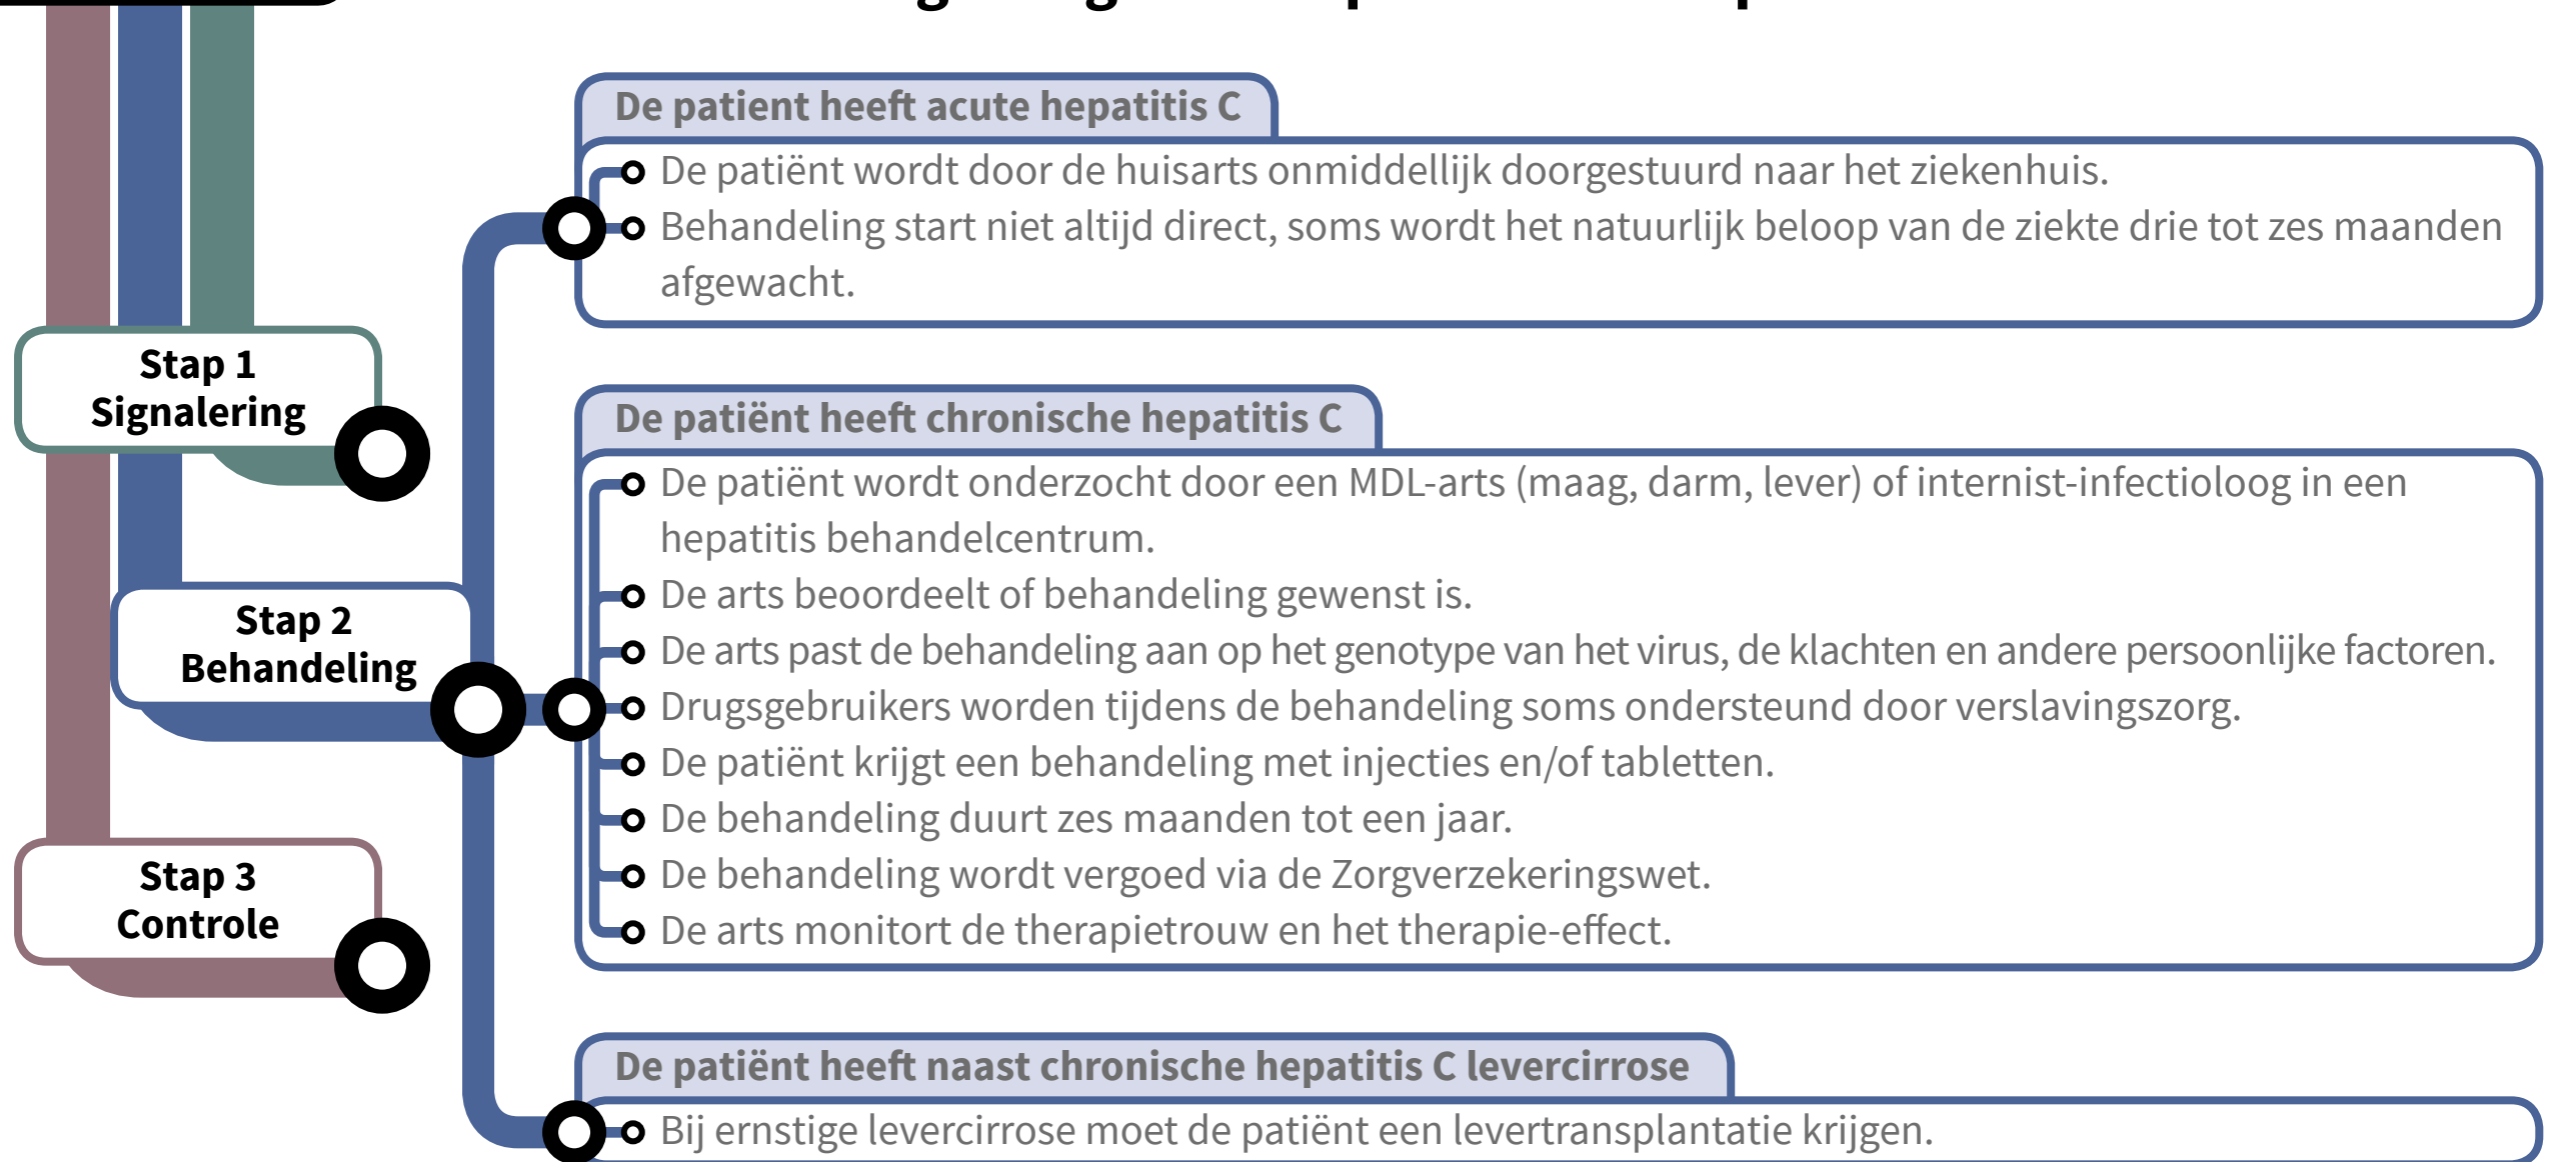 De patient heeft acute hepatitis C
De patiënt wordt door de huisarts onmiddellijk doorgestuurd naar het ziekenhuis.
Behandeling start niet altijd direct, soms wordt het natuurlijk beloop van de ziekte drie tot zes maanden
afgewacht.
Stap 1
Signalering
De patiënt heeft chronische hepatitis C
De patiënt wordt onderzocht door een MDL-arts (maag, darm, lever) of internist-infectioloog in een
hepatitis behandelcentrum.
De arts beoordeelt of behandeling gewenst is.
De arts past de behandeling aan op het genotype van het virus, de klachten en andere persoonlijke factoren.
Drugsgebruikers worden tijdens de behandeling soms ondersteund door verslavingszorg.
De patiënt krijgt een behandeling met injecties en/of tabletten.
De behandeling duurt zes maanden tot een jaar.
De behandeling wordt vergoed via de Zorgverzekeringswet.
De arts monitort de therapietrouw en het therapie-effect.
Stap 2
Behandeling
Stap 3
Controle
De patiënt heeft naast chronische hepatitis C levercirrose
Bij ernstige levercirrose moet de patiënt een levertransplantatie krijgen.